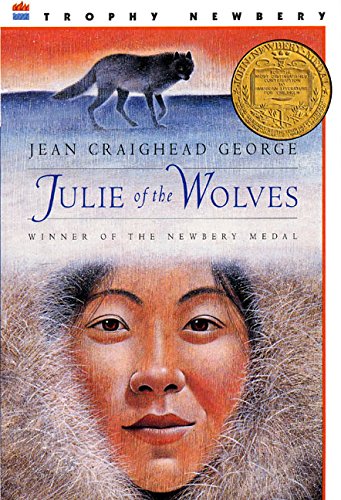 TROPHY NEWBERY
JEAN CRAIGHEAD GEORGE
JULIE of the WOLVES
WINNER OF THE NEWBERY MEDAL